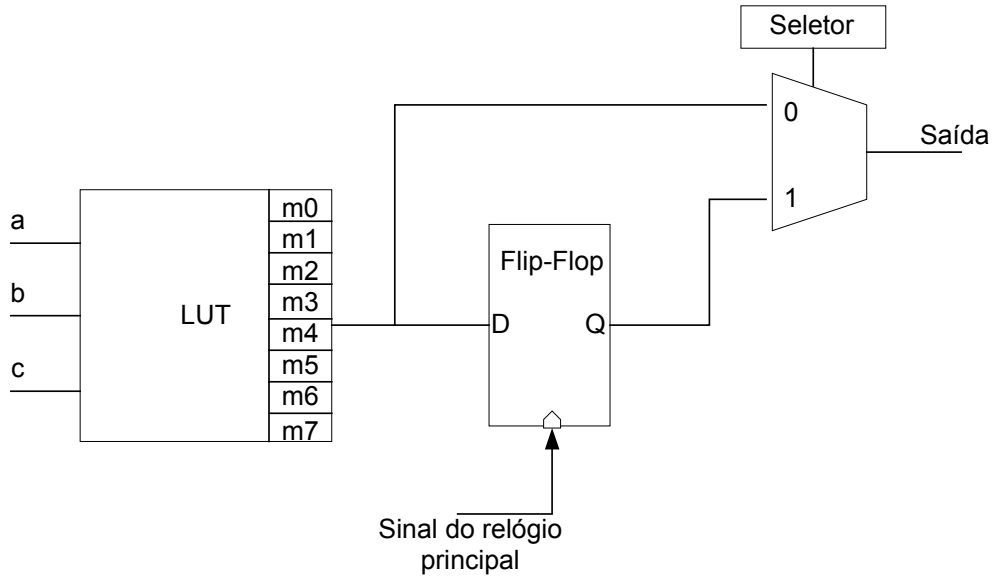 Seletor
0
Saída
1
a
b
c
LUT
m0
m1
m2
m3
m4
m5
m6
m7
Flip-Flop
D
Q
Sinal do relógio
principal